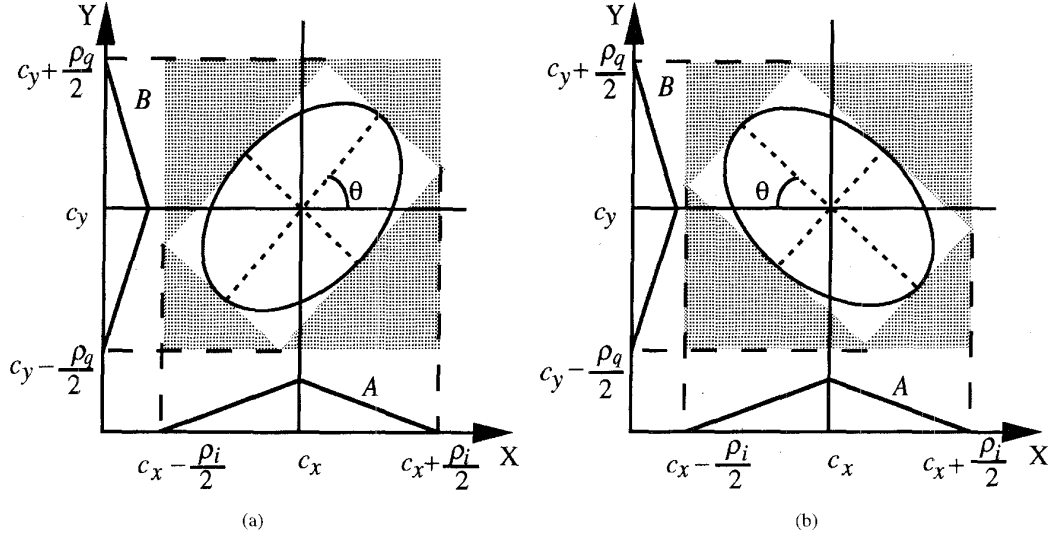 Y
c_y + ρ_q/2
B
θ
c_y
c_y − ρ_q/2
A
c_x − ρ_i/2
c_x
c_x + ρ_i/2
X
(a)
Y
c_y + ρ_q/2
B
θ
c_y
c_y − ρ_q/2
A
c_x − ρ_i/2
c_x
c_x + ρ_i/2
X
(b)